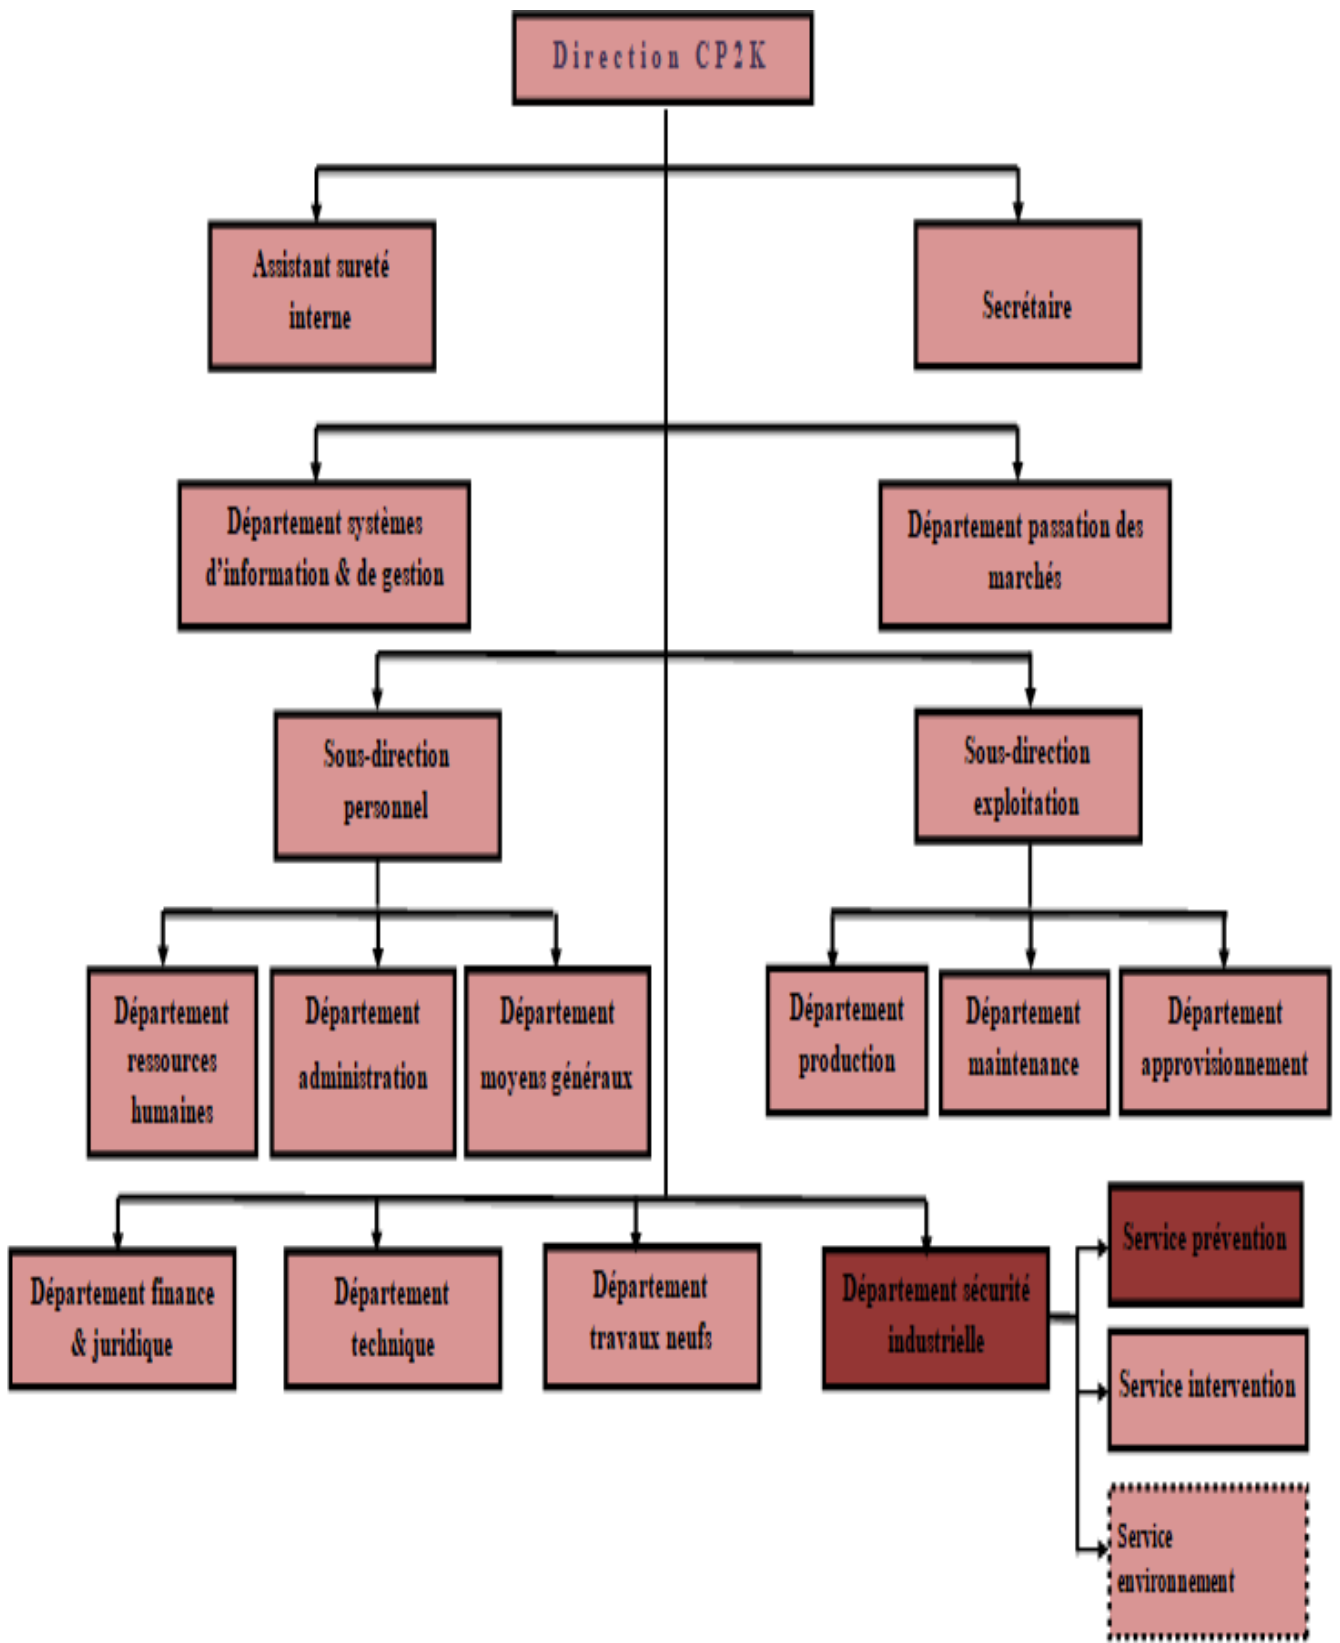 Direction CP2K
Assistant sureté
interne
Secrétaire
Département systèmes
d'information & de gestion
Département passation des
marchés
Sous-direction
personnel
Sous-direction
exploitation
Département
ressources
humaines
Département
administration
Département
moyens généraux
Département
production
Département
maintenance
Département
approvisionnement
Département finance
& juridique
Département
technique
Département
travaux neufs
Département sécurité
industrielle
Service prévention
Service intervention
Service
environnement